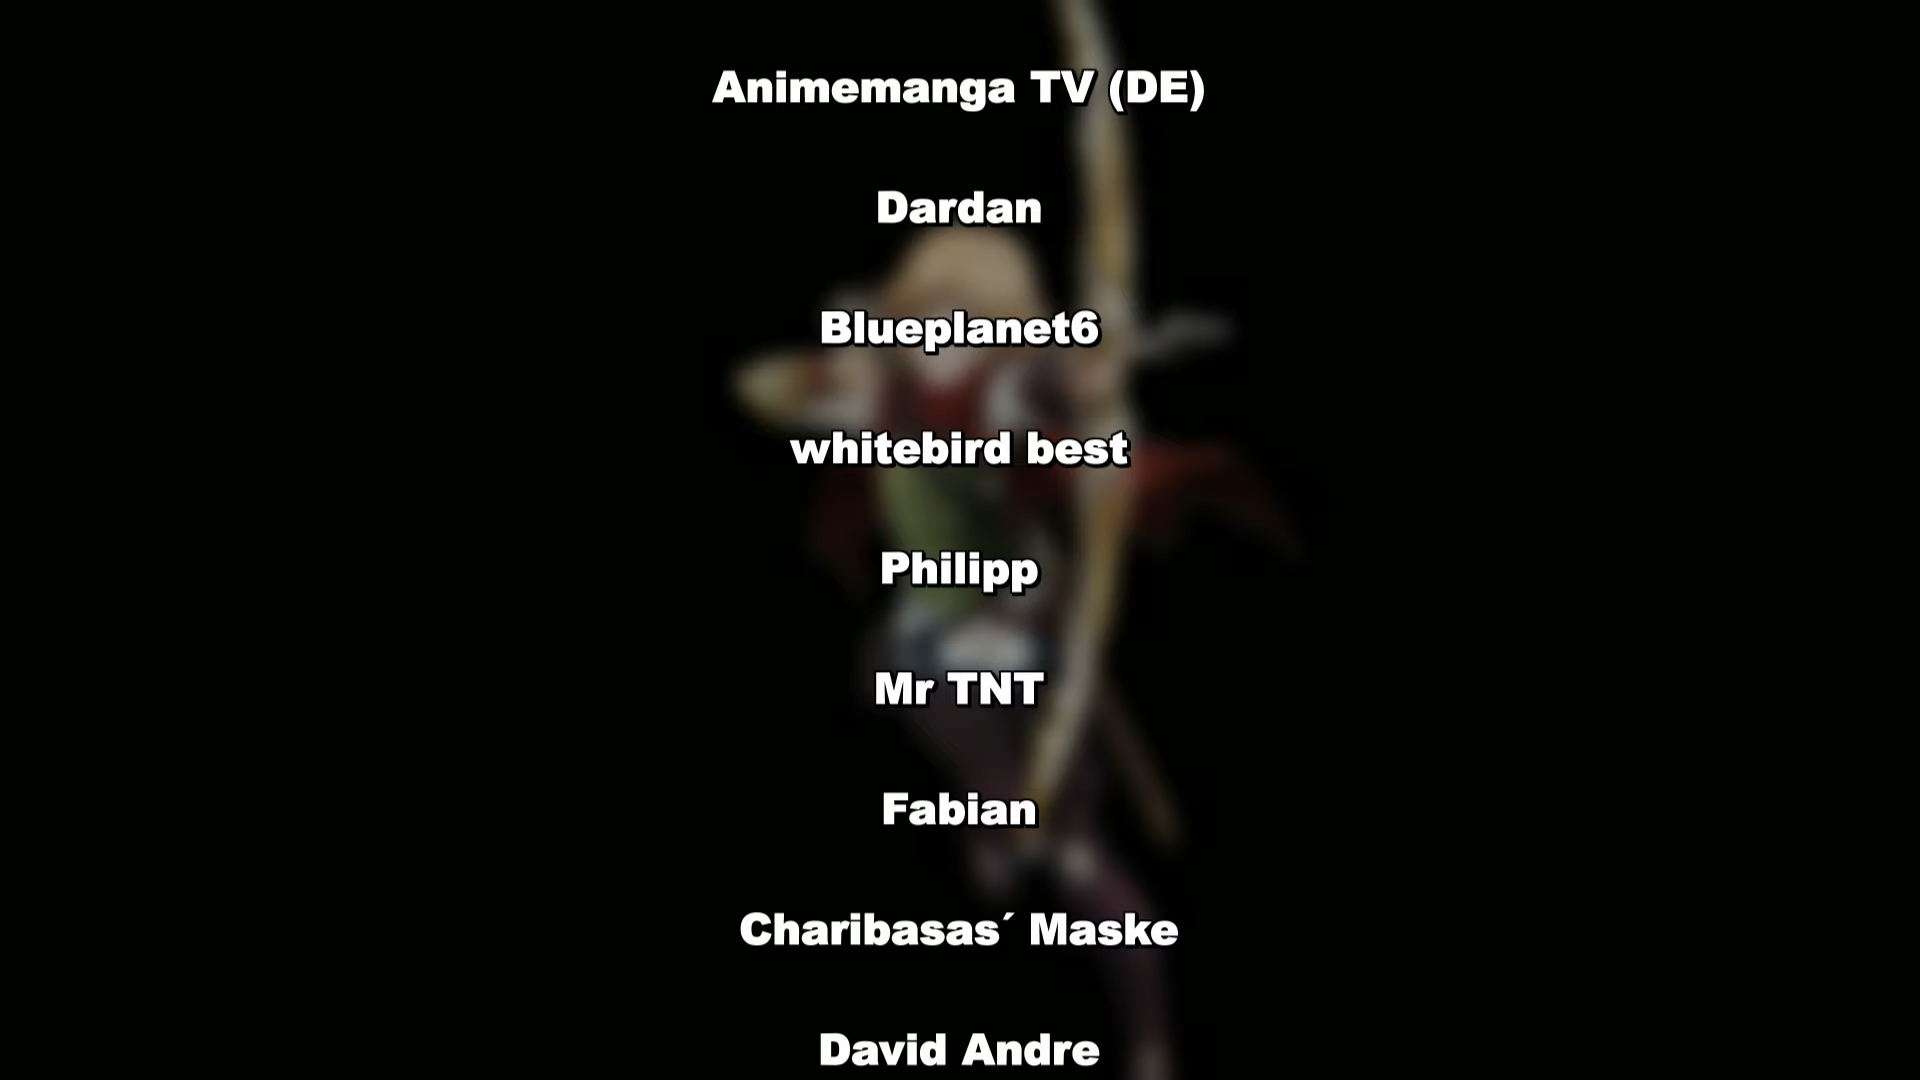 Animemanga TV (DE)
Dardan
Blueplanet6
whitebird best
Philipp
Mr TNT
Fabian
Charibasas´ Maske
David Andre